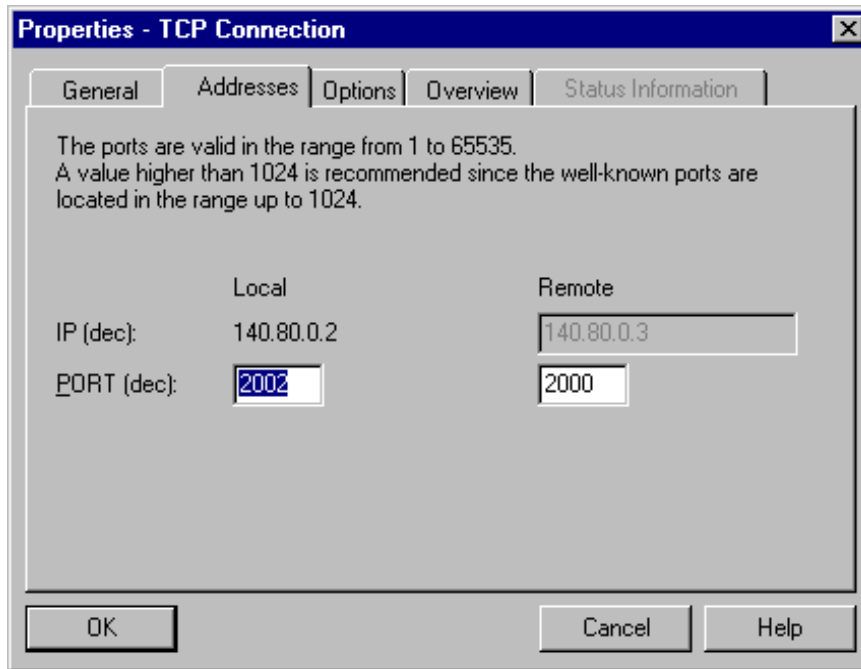 Properties - TCP Connection
General Addresses Options Overview Status Information
The ports are valid in the range from 1 to 65535.
A value higher than 1024 is recommended since the well-known ports are
located in the range up to 1024.
Local Remote
IP (dec): 140.80.0.2 140.80.0.3
PORT (dec): 2002 2000
OK Cancel Help